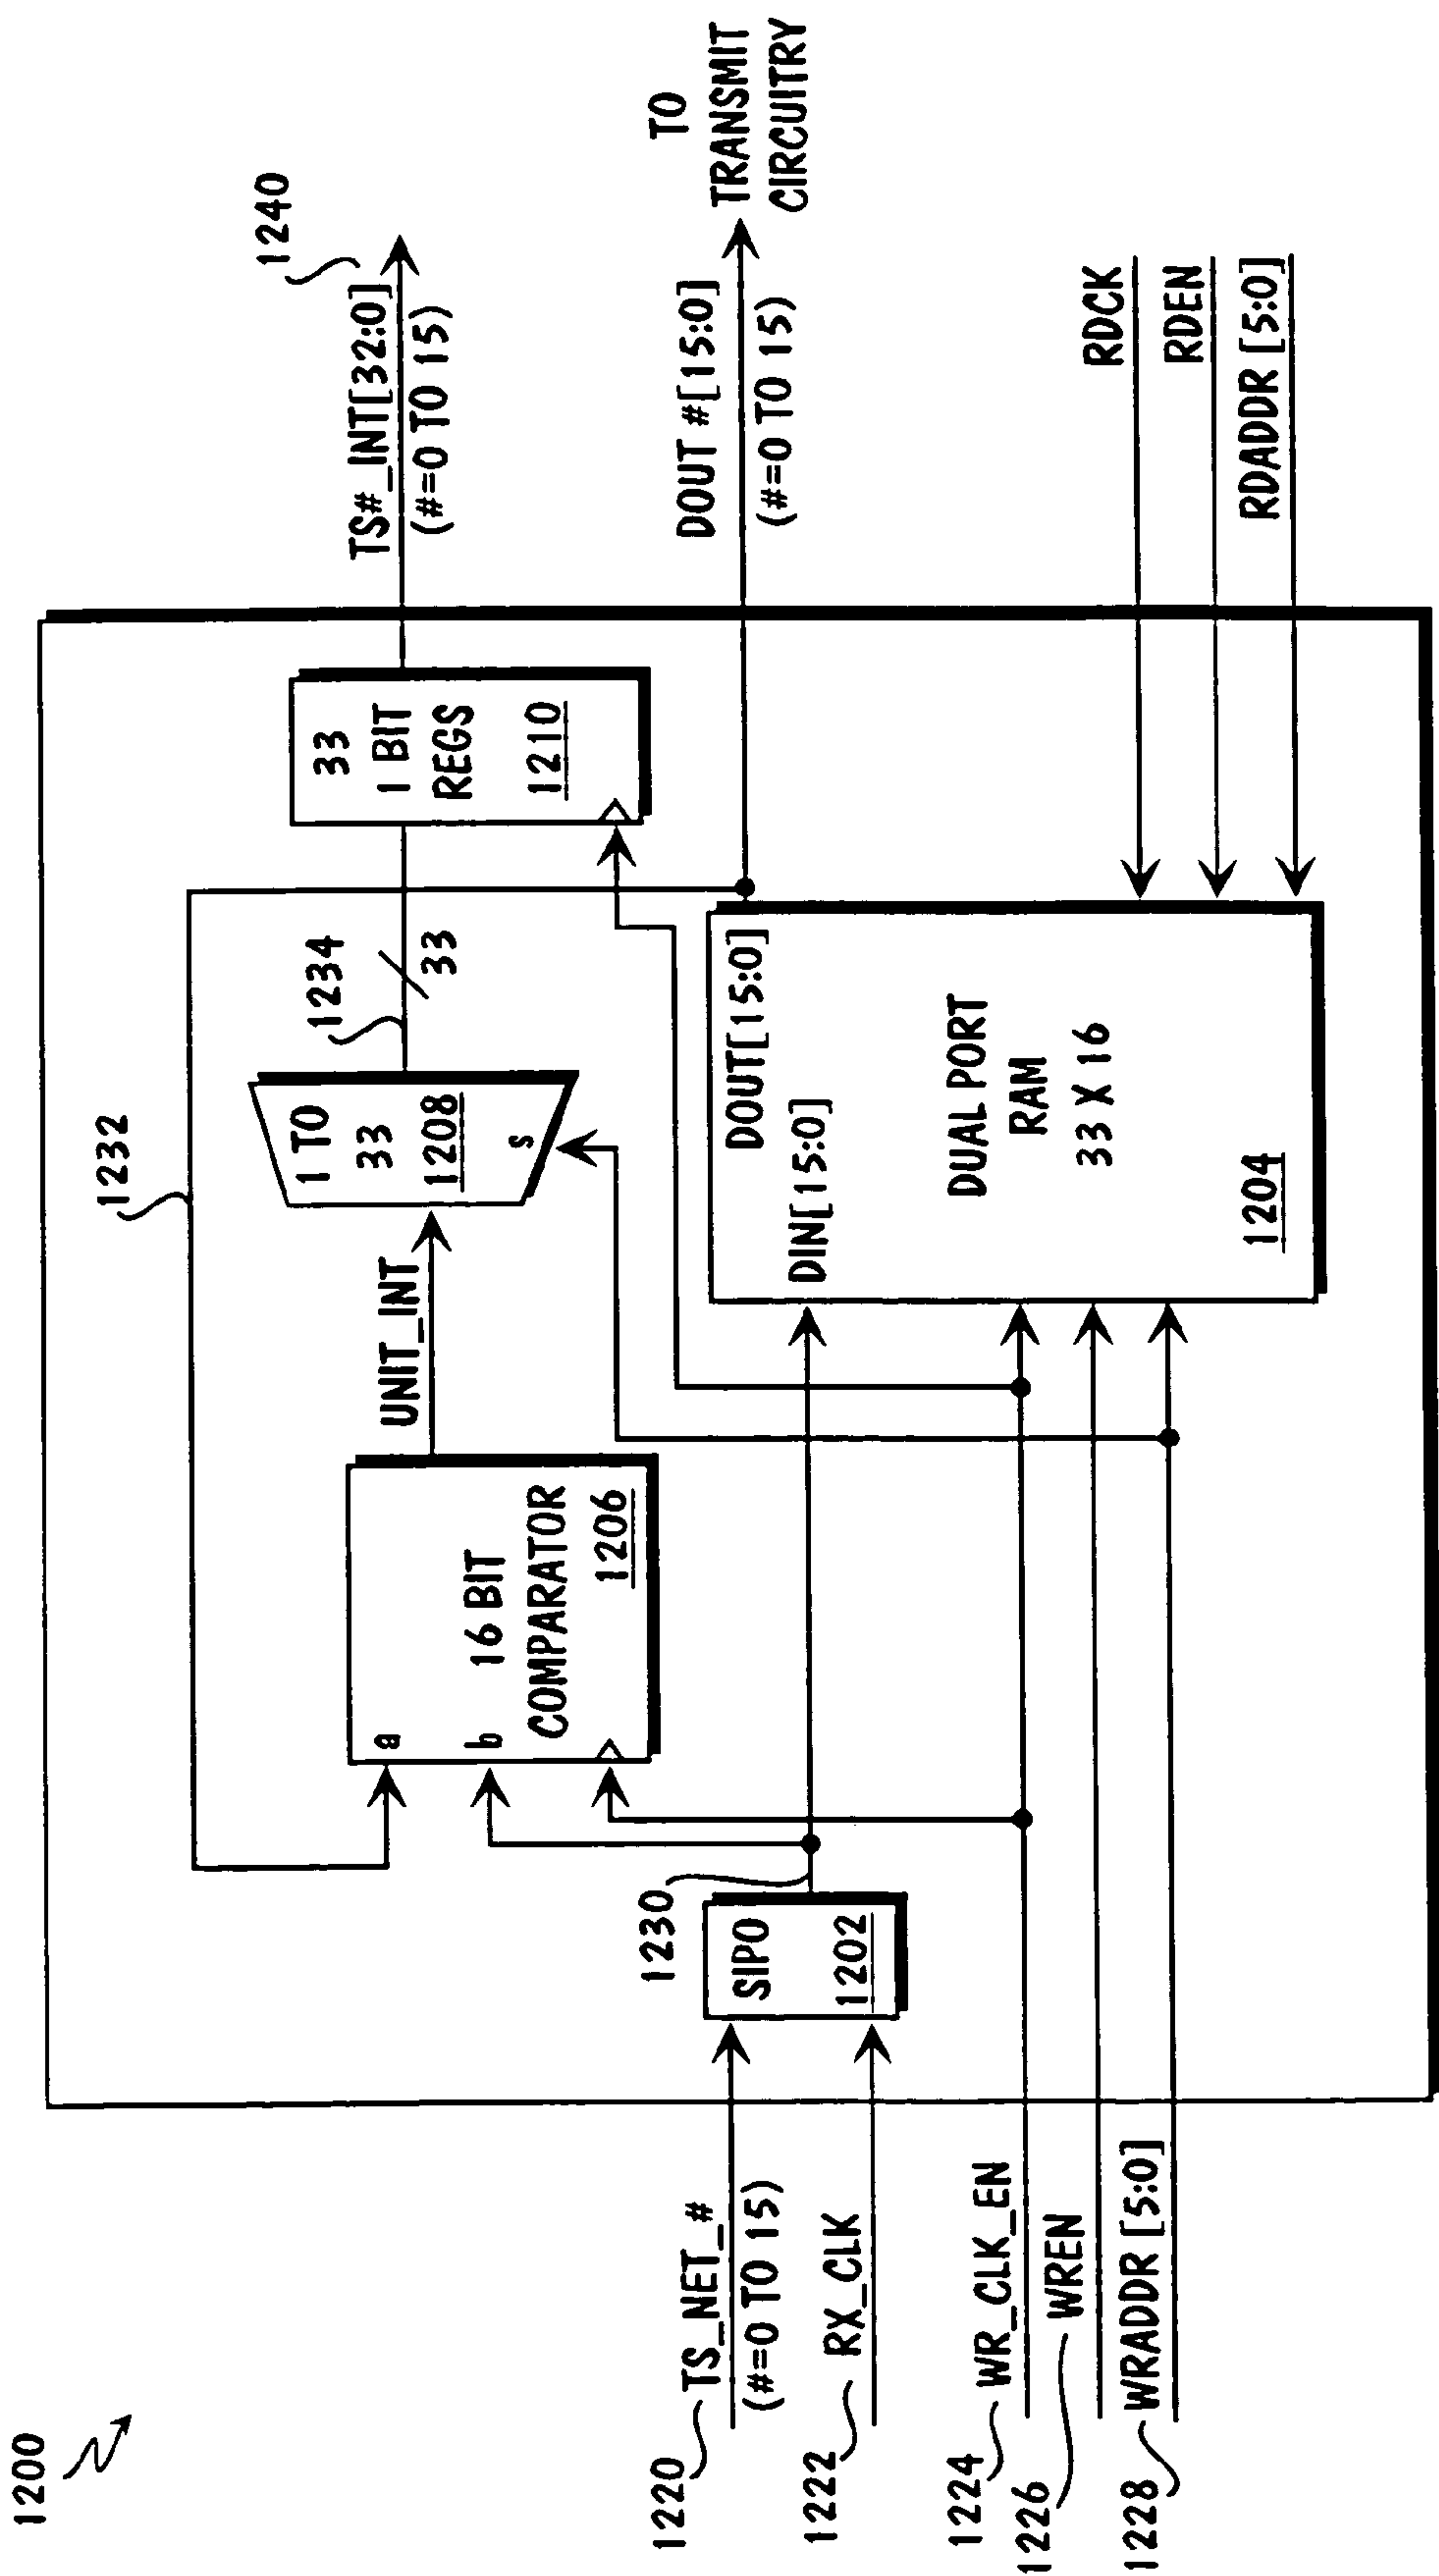 1200
1232
1240
TS#_INT[32:0]
(#=0 TO 15)
1234
33
1 TO
33
1208
s
33
1 BIT
REGS
1210
UNIT_INT
a
b
16 BIT
COMPARATOR
1206
1230
SIPO
1202
DOUT[15:0]
DIN[15:0]
DUAL PORT
RAM
33 X 16
1204
DOUT #[15:0]
(#=0 TO 15)
TO
TRANSMIT
CIRCUITRY
1220
TS_NET_#
(#=0 TO 15)
1222
RX_CLK
1224
WR_CLK_EN
1226
WREN
1228
WRADDR [5:0]
RDCK
RDEN
RDADDR [5:0]